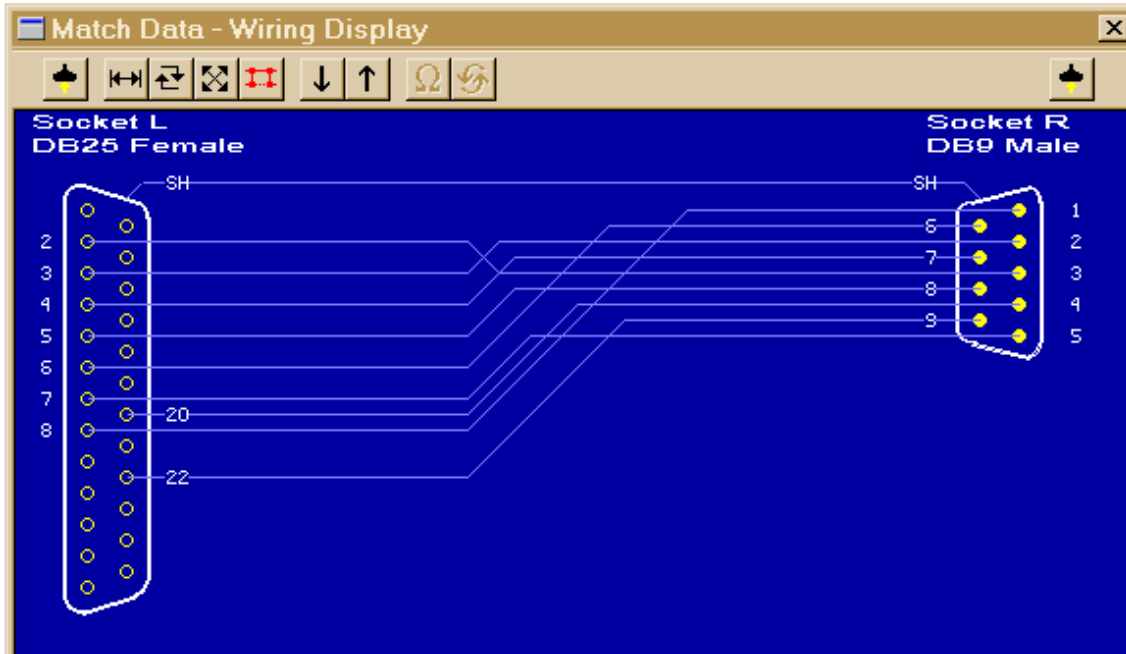 Match Data - Wiring Display
Ω
Socket L
DB25 Female
Socket R
DB9 Male
SH
SH
1
2
3
4
5
6
7
8
9
2
3
4
5
6
7
8
20
22